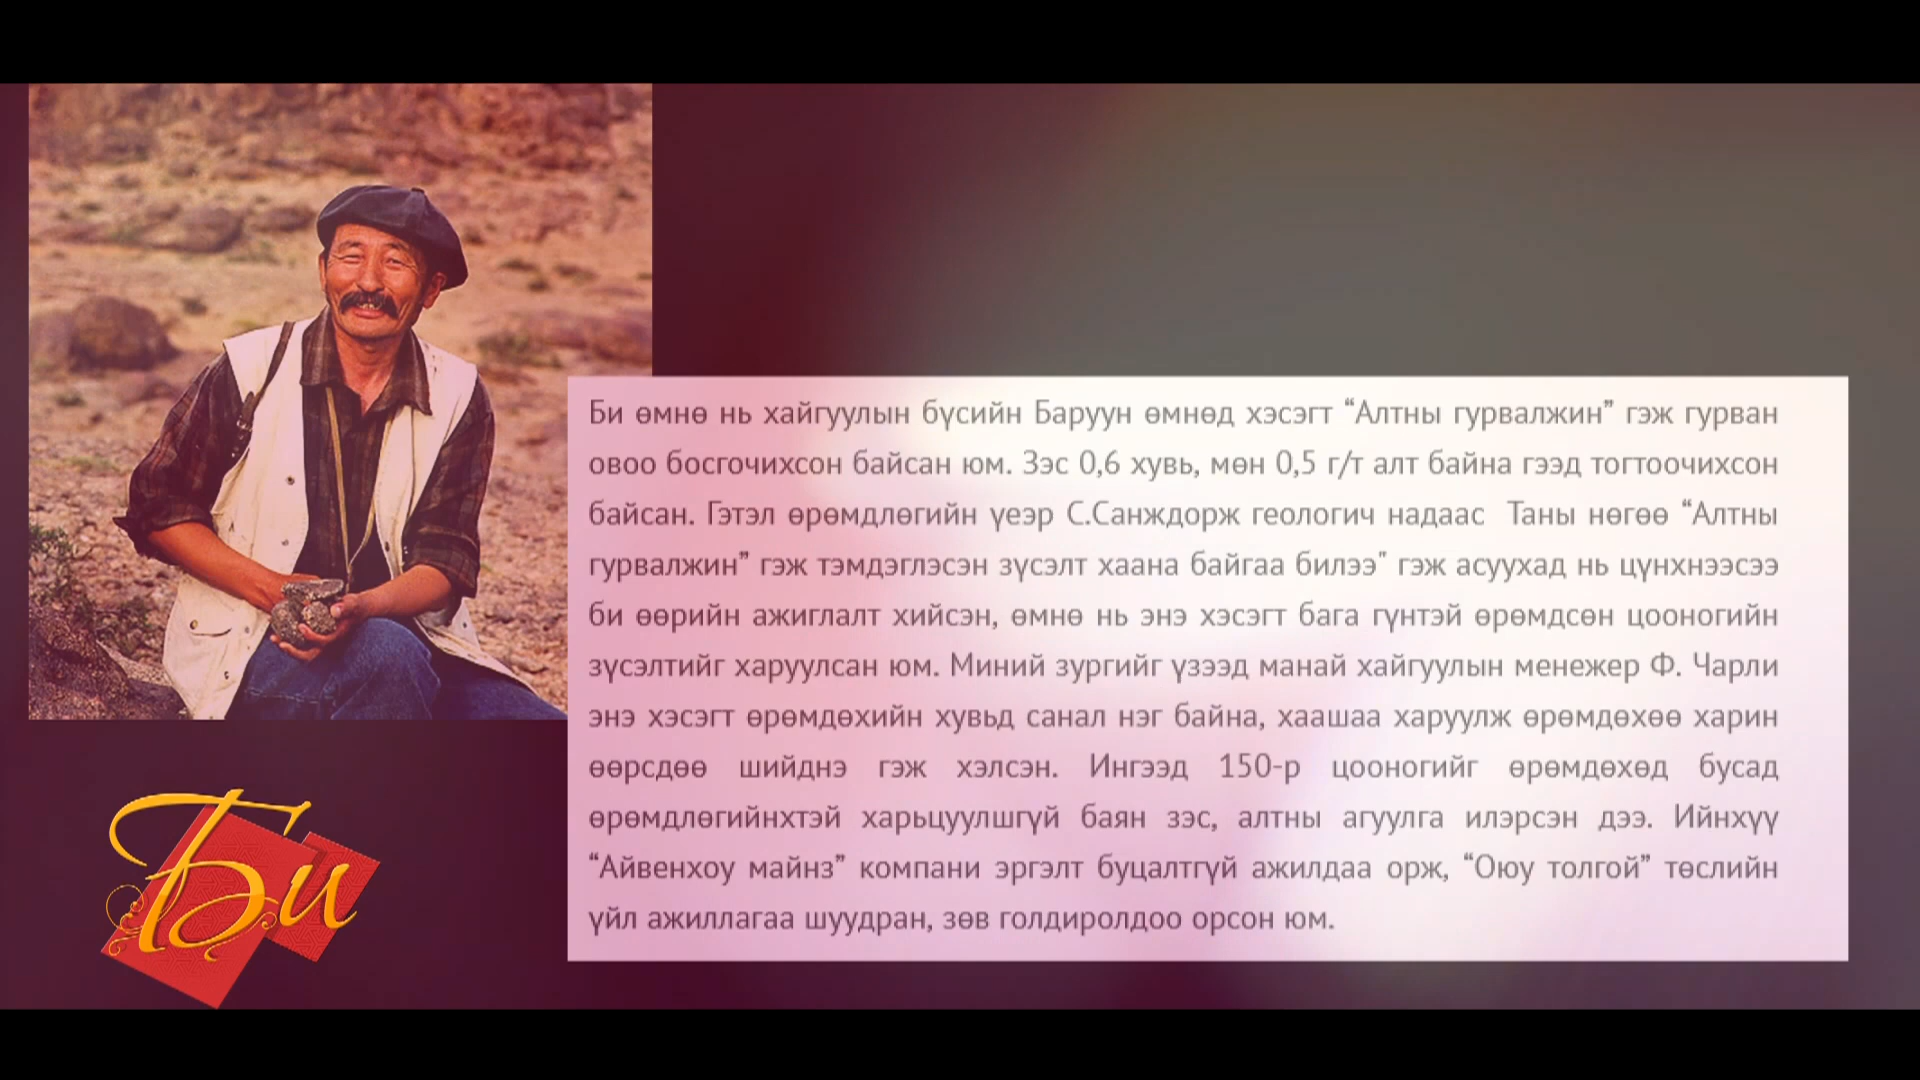 Би өмнө нь хайгуулын бүсийн Баруун өмнөд хэсэгт “Алтны гурвалжин” гэж гурван
овоо босгочихсон байсан юм. Зэс 0,6 хувь, мөн 0,5 г/т алт байна гээд тогтоочихсон
байсан. Гэтэл өрөмдлөгийн үеэр С.Санждорж геологич надаас Таны нөгөө “Алтны
гурвалжин” гэж тэмдэглэсэн зүсэлт хаана байгаа билээ" гэж асуухад нь цүнхнээсээ
би өөрийн ажиглалт хийсэн, өмнө нь энэ хэсэгт бага гүнтэй өрөмдсөн цооногийн
зүсэлтийг харуулсан юм. Миний зургийг үзээд манай хайгуулын менежер Ф. Чарли
энэ хэсэгт өрөмдөхийн хувьд санал нэг байна, хаашаа харуулж өрөмдөхөө харин
өөрсдөө шийднэ гэж хэлсэн. Ингээд 150-р цооногийг өрөмдөхөд бусад
өрөмдлөгийнхтэй харьцуулшгүй баян зэс, алтны агуулга илэрсэн дээ. Ийнхүү
“Айвенхоу майнз” компани эргэлт буцалтгүй ажилдаа орж, “Оюу толгой” төслийн
үйл ажиллагаа шуудран, зөв голдиролдоо орсон юм.
Би